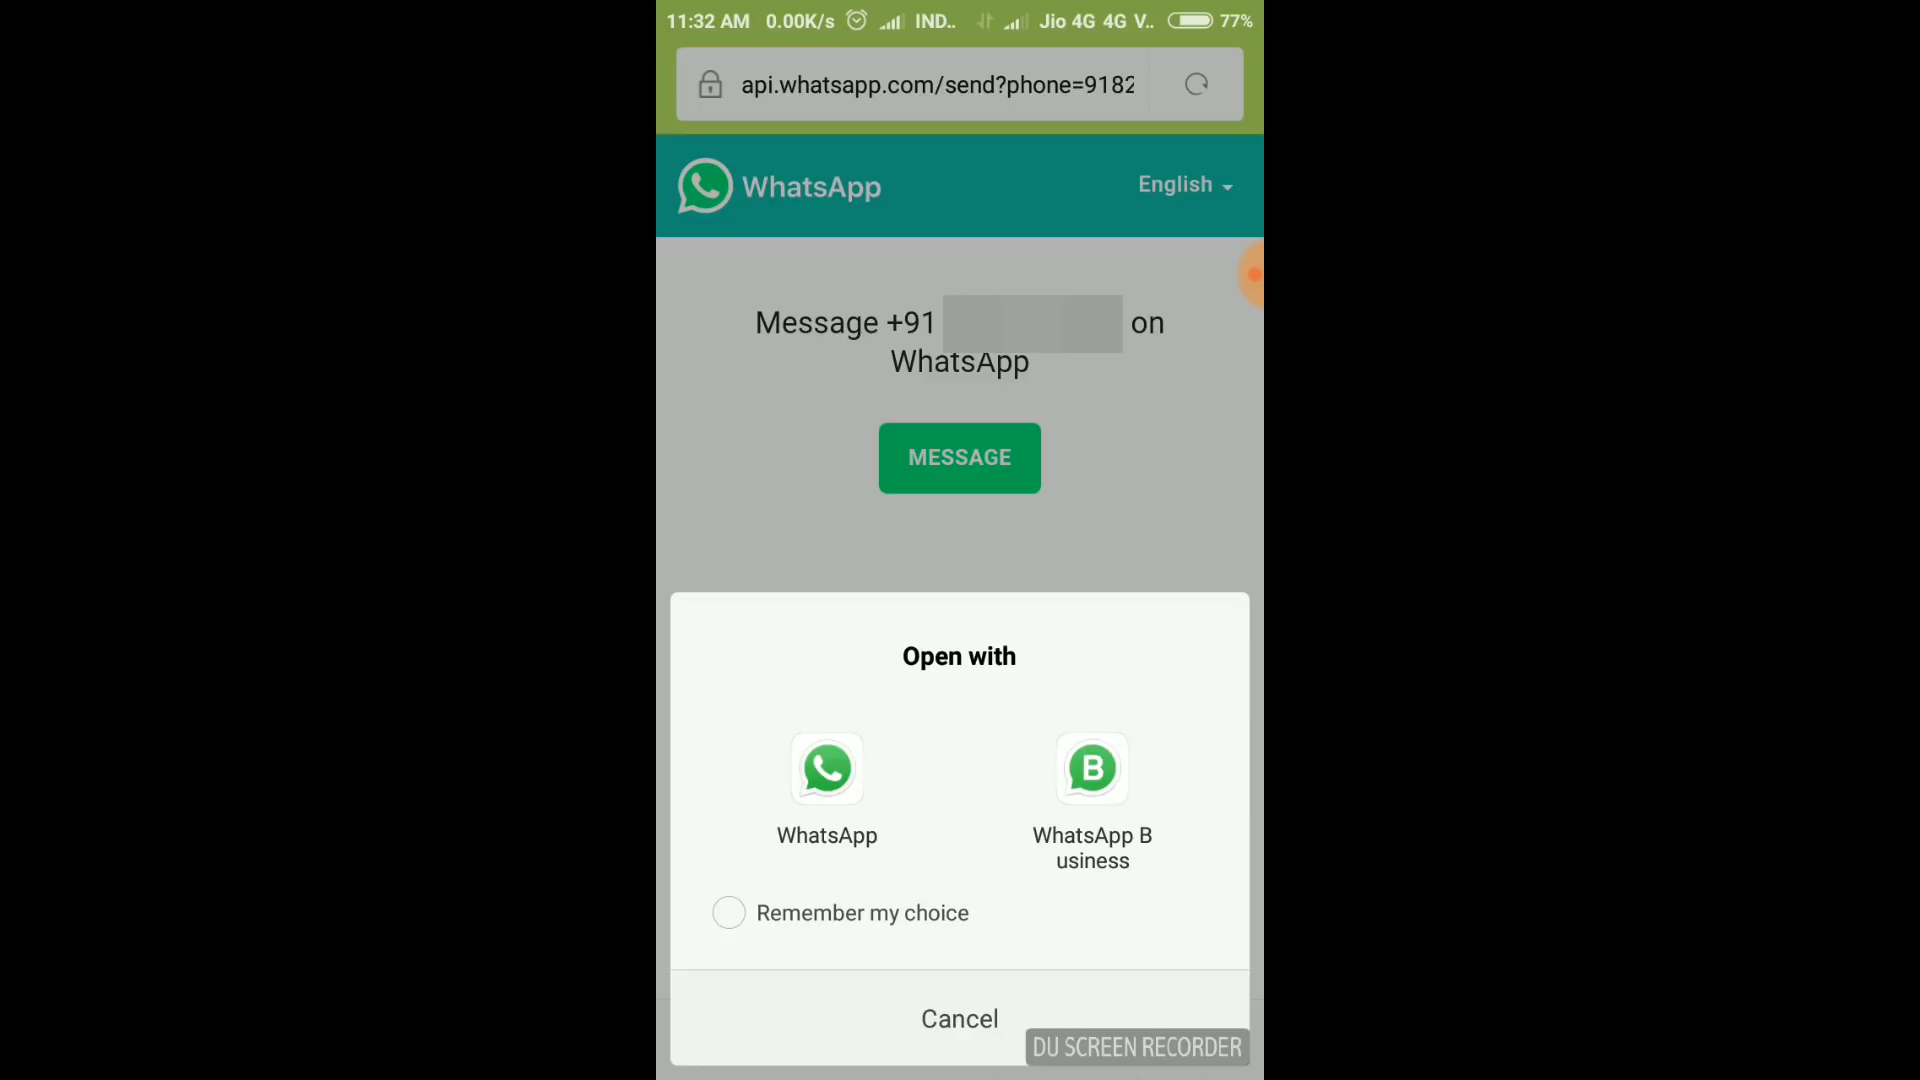 11:32 AM 0.00K/s IND.. Jio 4G 4G V.. 77%
api.whatsapp.com/send?phone=9182
WhatsApp English
Message +91 on
WhatsApp
MESSAGE
Open with
WhatsApp
WhatsApp B
usiness
Remember my choice
Cancel
DU SCREEN RECORDER